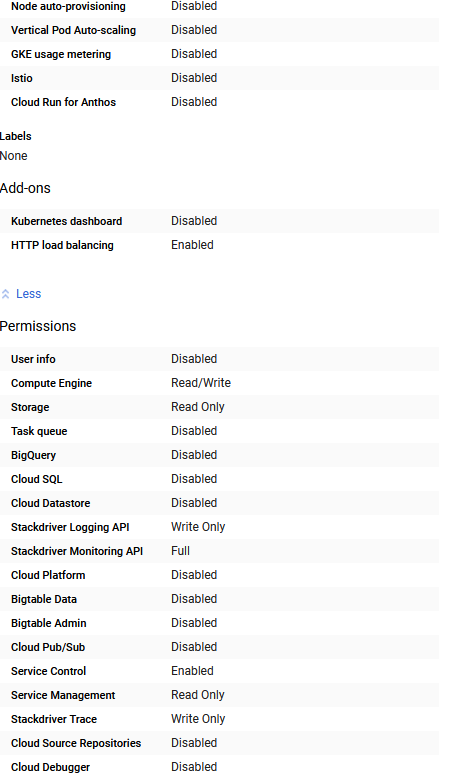 Node auto-provisioning Disabled
Vertical Pod Auto-scaling Disabled
GKE usage metering Disabled
Istio Disabled
Cloud Run for Anthos Disabled
Labels
None
Add-ons
Kubernetes dashboard Disabled
HTTP load balancing Enabled
Less
Permissions
User info Disabled
Compute Engine Read/Write
Storage Read Only
Task queue Disabled
BigQuery Disabled
Cloud SQL Disabled
Cloud Datastore Disabled
Stackdriver Logging API Write Only
Stackdriver Monitoring API Full
Cloud Platform Disabled
Bigtable Data Disabled
Bigtable Admin Disabled
Cloud Pub/Sub Disabled
Service Control Enabled
Service Management Read Only
Stackdriver Trace Write Only
Cloud Source Repositories Disabled
Cloud Debugger Disabled